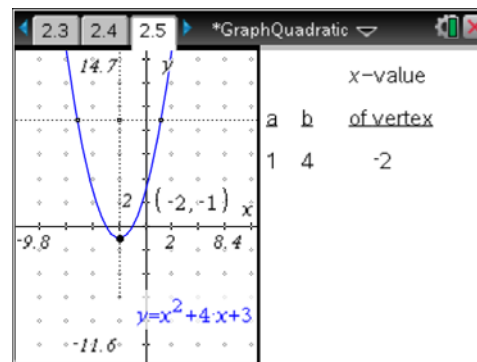 2.3 2.4 2.5 *GraphQuadratic
14.7 y
2 (-2,-1) x
-9.8 2 8,4
y=x²+4·x+3
-11.6
x-value
a b of vertex
1 4 -2